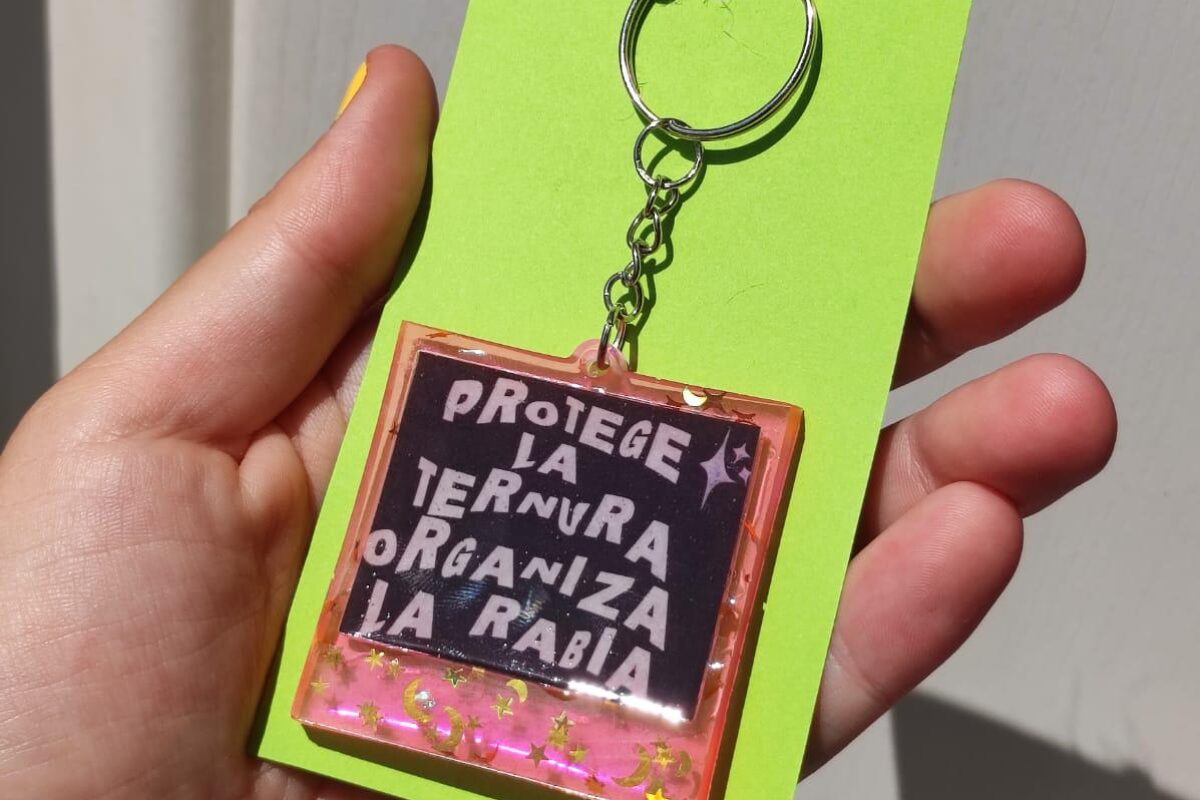 PROTEGE
LA
TERNURA
ORGANIZA
LA RABIA